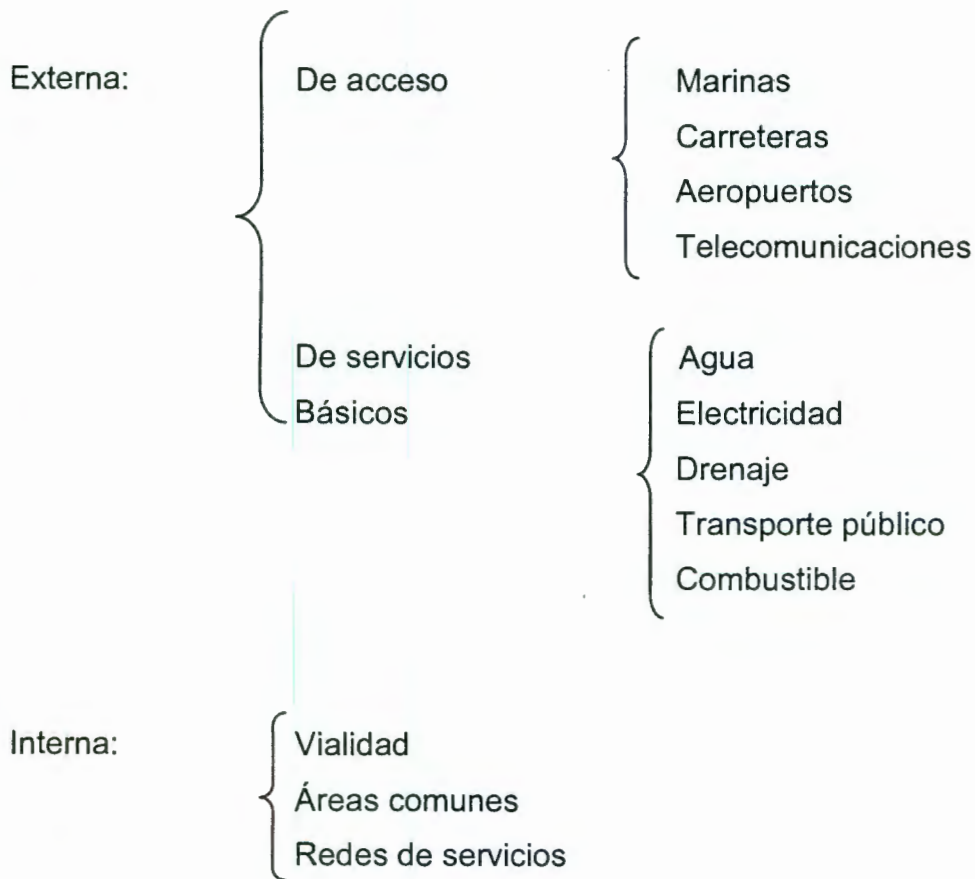 Externa:
De acceso
Marinas
Carreteras
Aeropuertos
Telecomunicaciones
De servicios
Básicos
Agua
Electricidad
Drenaje
Transporte público
Combustible
Interna:
Vialidad
Áreas comunes
Redes de servicios